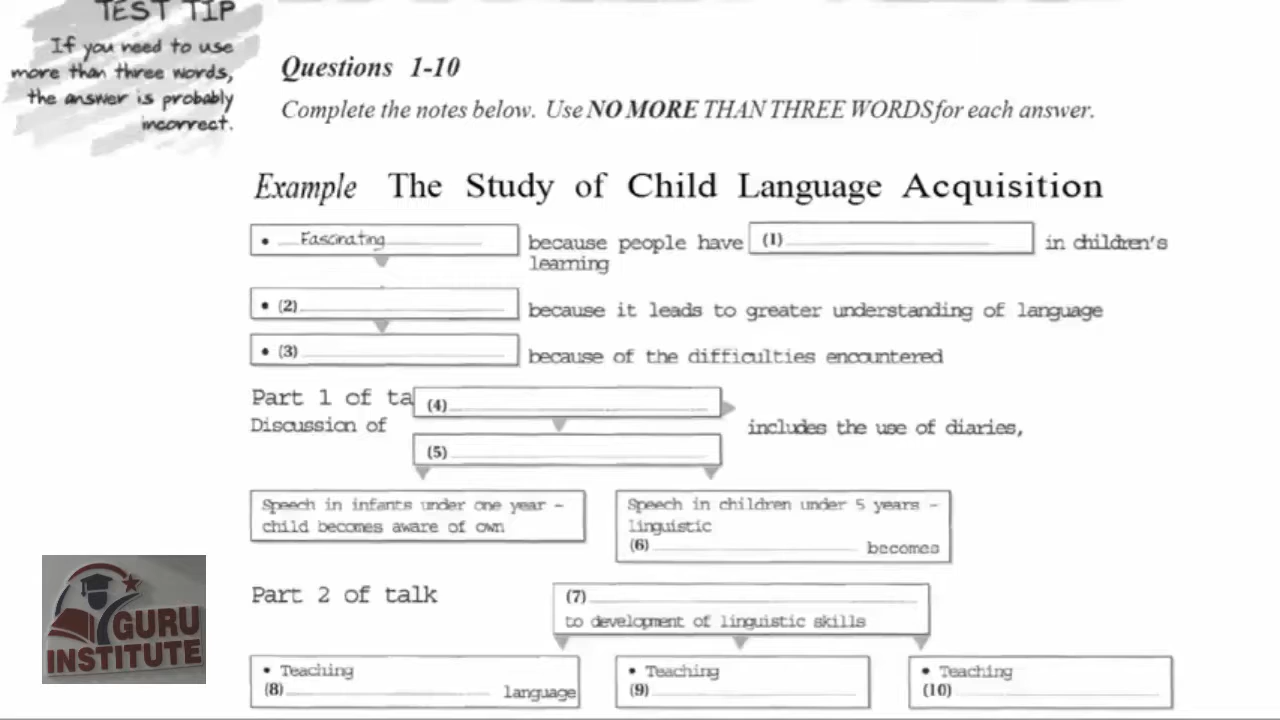 TEST TIP
If you need to use
more than three words,
the answer is probably
incorrect.
Questions 1-10
Complete the notes below. Use NO MORE THAN THREE WORDS for each answer.
Example The Study of Child Language Acquisition
• Fascinating because people have (1) in children's
learning
• (2) because it leads to greater understanding of language
• (3) because of the difficulties encountered
Part 1 of ta
(4)
Discussion of
includes the use of diaries,
(5)
Speech in infants under one year –
child becomes aware of own
Speech in children under 5 years –
linguistic
(6) becomes
Part 2 of talk
(7)
to development of linguistic skills
• Teaching
(8) language
• Teaching
(9)
• Teaching
(10)
GURU
INSTITUTE